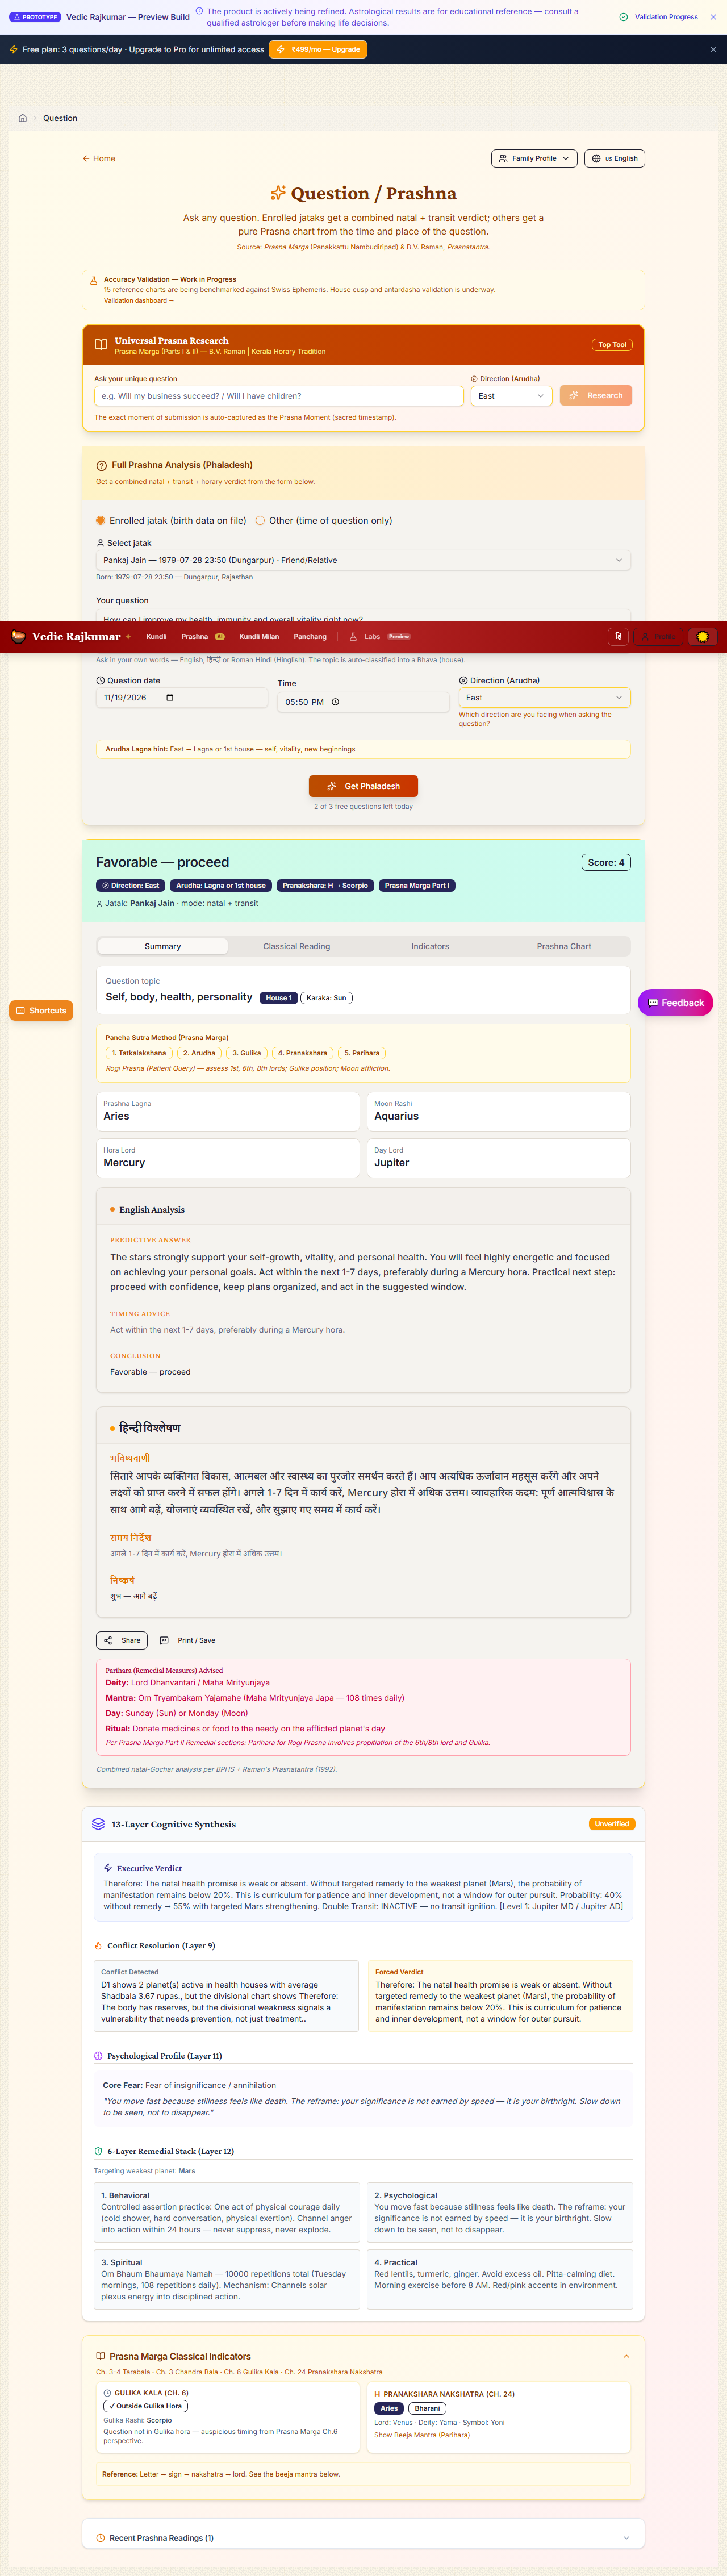 PROTOTYPE Vedic Rajkumar — Preview Build
The product is actively being refined. Astrological results are for educational reference — consult a
qualified astrologer before making life decisions.
Validation Progress
Free plan: 3 questions/day · Upgrade to Pro for unlimited access
₹499/mo — Upgrade
Question
Home
Family Profile
US English
Question / Prashna
Ask any question. Enrolled jataks get a combined natal + transit verdict; others get a
pure Prasna chart from the time and place of the question.
Source: Prasna Marga (Panakkattu Nambudiripad) & B.V. Raman, Prasnatantra.
Accuracy Validation — Work in Progress
15 reference charts are being benchmarked against Swiss Ephemeris. House cusp and antardasha validation is underway.
Validation dashboard →
Universal Prasna Research
Prasna Marga (Parts I & II) — B.V. Raman | Kerala Horary Tradition
Top Tool
Ask your unique question
Direction (Arudha)
e.g. Will my business succeed? / Will I have children?
East
Research
The exact moment of submission is auto-captured as the Prasna Moment (sacred timestamp).
Full Prashna Analysis (Phaladesh)
Get a combined natal + transit + horary verdict from the form below.
Enrolled jatak (birth data on file)
Other (time of question only)
Select jatak
Pankaj Jain — 1979-07-28 23:50 (Dungarpur) · Friend/Relative
Born: 1979-07-28 23:50 — Dungarpur, Rajasthan
Your question
How can I improve my health, immunity and overall vitality right now?
Vedic Rajkumar
Kundli
Prashna AI
Kundli Milan
Panchang
Labs Preview
हिं
Profile
Ask in your own words — English, हिन्दी or Roman Hindi (Hinglish). The topic is auto-classified into a Bhava (house).
Question date
Time
Direction (Arudha)
11/19/2026
05:50 PM
East
Which direction are you facing when asking the
question?
Arudha Lagna hint: East → Lagna or 1st house — self, vitality, new beginnings
Get Phaladesh
2 of 3 free questions left today
Favorable — proceed
Score: 4
Direction: East
Arudha: Lagna or 1st house
Pranakshara: H → Scorpio
Prasna Marga Part I
Jatak: Pankaj Jain · mode: natal + transit
Summary
Classical Reading
Indicators
Prashna Chart
Question topic
Self, body, health, personality House 1 Karaka: Sun
Pancha Sutra Method (Prasna Marga)
1. Tatkalakshana
2. Arudha
3. Gulika
4. Pranakshara
5. Parihara
Rogi Prasna (Patient Query) — assess 1st, 6th, 8th lords; Gulika position; Moon affliction.
Prashna Lagna
Aries
Moon Rashi
Aquarius
Hora Lord
Mercury
Day Lord
Jupiter
Shortcuts
Feedback
English Analysis
PREDICTIVE ANSWER
The stars strongly support your self-growth, vitality, and personal health. You will feel highly energetic and focused
on achieving your personal goals. Act within the next 1-7 days, preferably during a Mercury hora. Practical next step:
proceed with confidence, keep plans organized, and act in the suggested window.
TIMING ADVICE
Act within the next 1-7 days, preferably during a Mercury hora.
CONCLUSION
Favorable — proceed
हिन्दी विश्लेषण
भविष्यवाणी
सितारे आपके व्यक्तिगत विकास, आत्मबल और स्वास्थ्य का पुरजोर समर्थन करते हैं। आप अत्यधिक ऊर्जावान महसूस करेंगे और अपने
लक्ष्यों को प्राप्त करने में सफल होंगे। अगले 1-7 दिन में कार्य करें, Mercury होरा में अधिक उत्तम। व्यावहारिक कदम: पूर्ण आत्मविश्वास के
साथ आगे बढ़ें, योजनाएं व्यवस्थित रखें, और सुझाए गए समय में कार्य करें।
समय निर्देश
अगले 1-7 दिन में कार्य करें, Mercury होरा में अधिक उत्तम।
निष्कर्ष
शुभ — आगे बढ़ें
Share
Print / Save
Parihara (Remedial Measures) Advised
Deity: Lord Dhanvantari / Maha Mrityunjaya
Mantra: Om Tryambakam Yajamahe (Maha Mrityunjaya Japa — 108 times daily)
Day: Sunday (Sun) or Monday (Moon)
Ritual: Donate medicines or food to the needy on the afflicted planet's day
Per Prasna Marga Part II Remedial sections: Parihara for Rogi Prasna involves propitiation of the 6th/8th lord and Gulika.
Combined natal-Gochar analysis per BPHS + Raman's Prasnatantra (1992).
13-Layer Cognitive Synthesis
Unverified
Executive Verdict
Therefore: The natal health promise is weak or absent. Without targeted remedy to the weakest planet (Mars), the probability of
manifestation remains below 20%. This is curriculum for patience and inner development, not a window for outer pursuit. Probability: 40%
without remedy → 55% with targeted Mars strengthening. Double Transit: INACTIVE — no transit ignition. [Level 1: Jupiter MD / Jupiter AD]
Conflict Resolution (Layer 9)
Conflict Detected
D1 shows 2 planet(s) active in health houses with average
Shadbala 3.67 rupas., but the divisional chart shows Therefore:
The body has reserves, but the divisional weakness signals a
vulnerability that needs prevention, not just treatment..
Forced Verdict
Therefore: The natal health promise is weak or absent. Without
targeted remedy to the weakest planet (Mars), the probability of
manifestation remains below 20%. This is curriculum for patience
and inner development, not a window for outer pursuit.
Psychological Profile (Layer 11)
Core Fear: Fear of insignificance / annihilation
"You move fast because stillness feels like death. The reframe: your significance is not earned by speed — it is your birthright. Slow down
to be seen, not to disappear."
6-Layer Remedial Stack (Layer 12)
Targeting weakest planet: Mars
1. Behavioral
Controlled assertion practice: One act of physical courage daily
(cold shower, hard conversation, physical exertion). Channel anger
into action within 24 hours — never suppress, never explode.
2. Psychological
You move fast because stillness feels like death. The reframe: your
significance is not earned by speed — it is your birthright. Slow
down to be seen, not to disappear.
3. Spiritual
Om Bhaum Bhaumaya Namah — 10000 repetitions total (Tuesday
mornings, 108 repetitions daily). Mechanism: Channels solar
plexus energy into disciplined action.
4. Practical
Red lentils, turmeric, ginger. Avoid excess oil. Pitta-calming diet.
Morning exercise before 8 AM. Red/pink accents in environment.
Prasna Marga Classical Indicators
Ch. 3-4 Tarabala · Ch. 3 Chandra Bala · Ch. 6 Gulika Kala · Ch. 24 Pranakshara Nakshatra
GULIKA KALA (CH. 6)
✓ Outside Gulika Hora
Gulika Rashi: Scorpio
Question not in Gulika hora — auspicious timing from Prasna Marga Ch.6
perspective.
H PRANAKSHARA NAKSHATRA (CH. 24)
Aries
Bharani
Lord: Venus · Deity: Yama · Symbol: Yoni
Show Beeja Mantra (Parihara)
Reference: Letter → sign → nakshatra → lord. See the beeja mantra below.
Recent Prashna Readings (1)